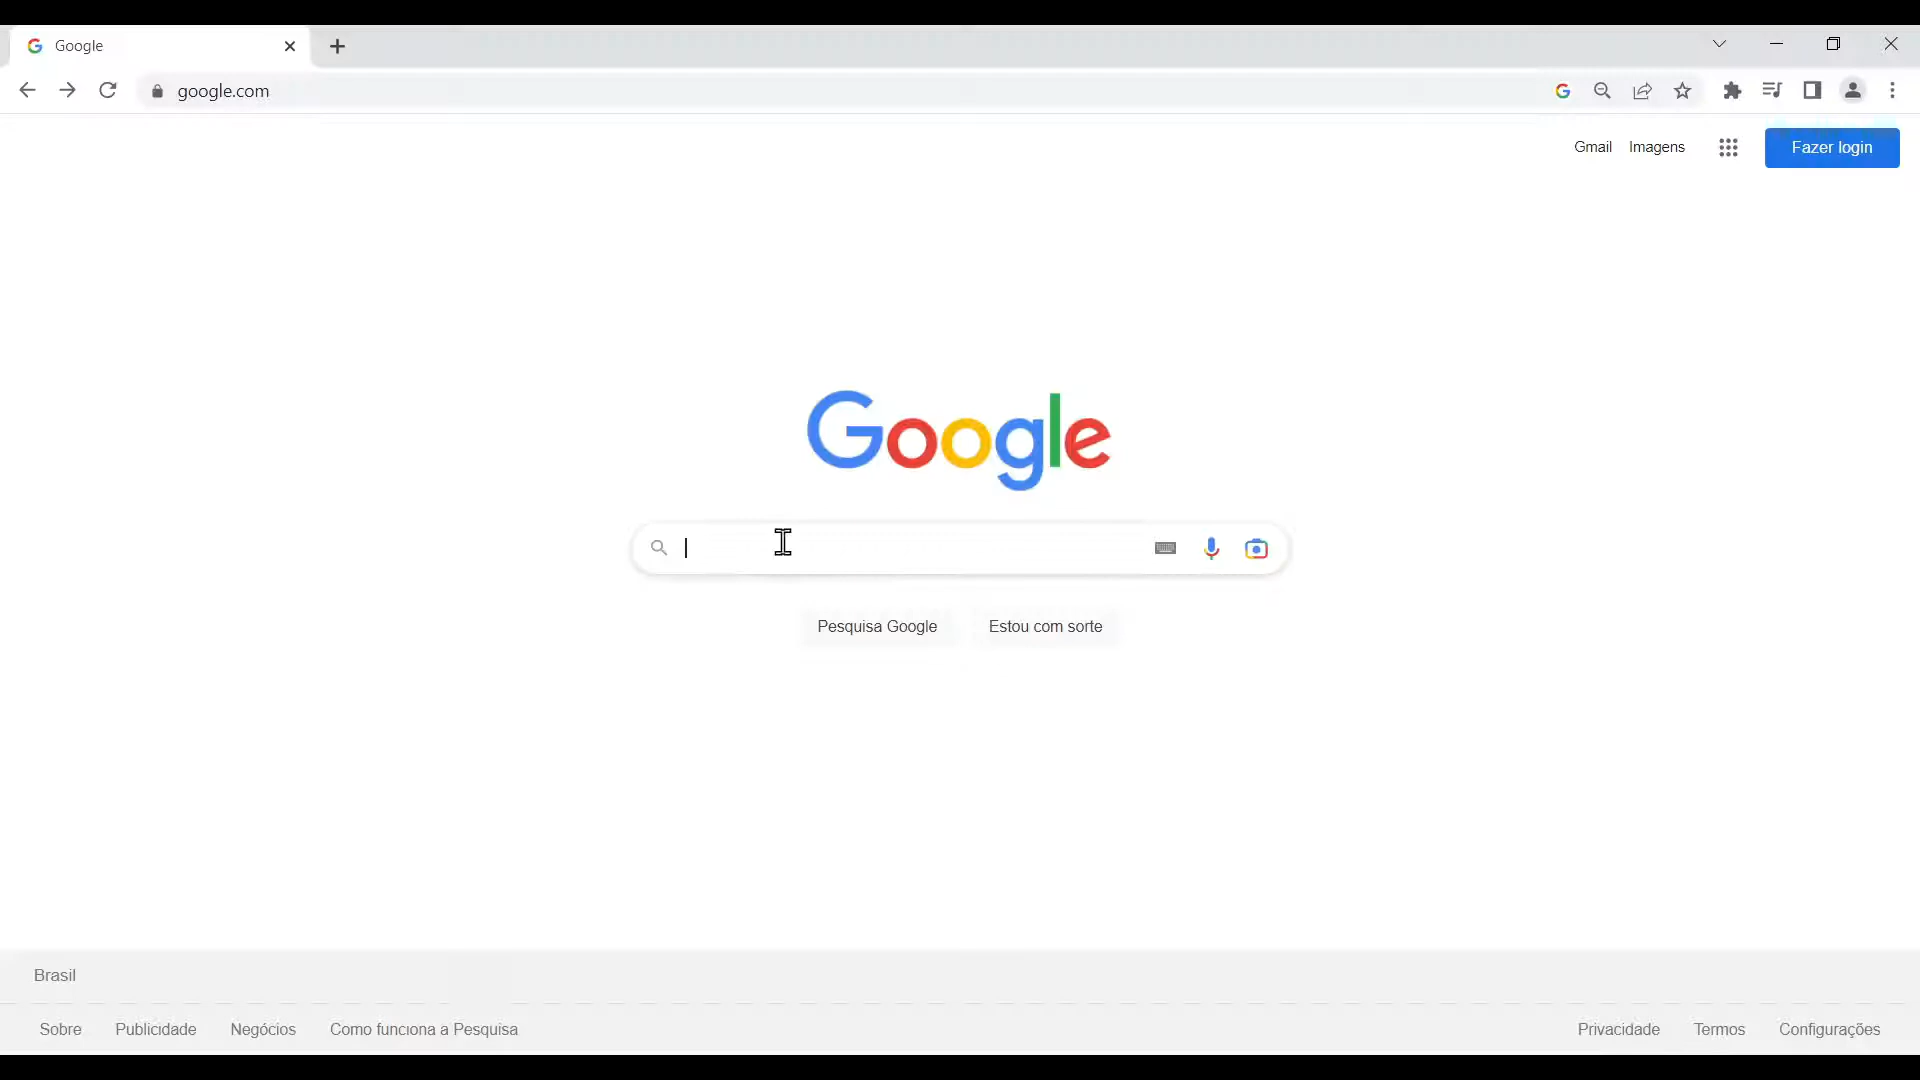 Google
google.com
Gmail Imagens Fazer login
Google
Pesquisa Google Estou com sorte
Brasil
Sobre Publicidade Negócios Como funciona a Pesquisa Privacidade Termos Configurações